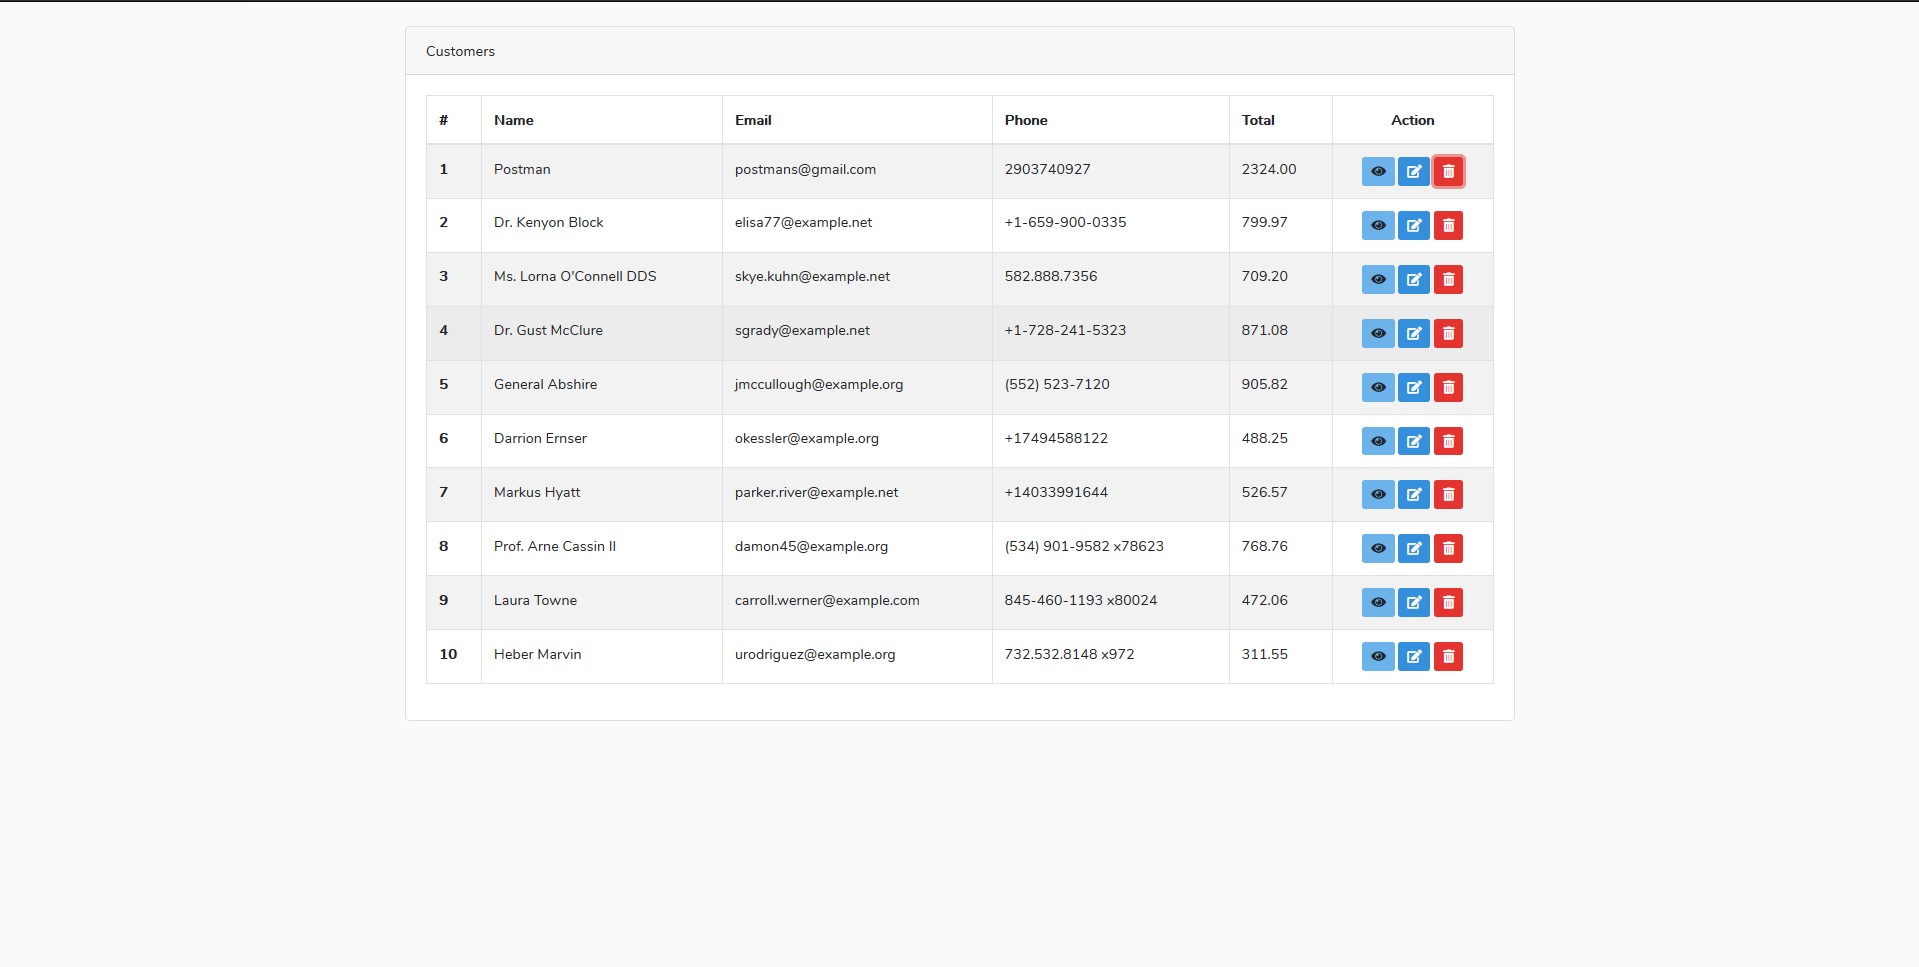 Customers
# Name Email Phone Total Action
1 Postman postmans@gmail.com 2903740927 2324.00
2 Dr. Kenyon Block elisa77@example.net +1-659-900-0335 799.97
3 Ms. Lorna O'Connell DDS skye.kuhn@example.net 582.888.7356 709.20
4 Dr. Gust McClure sgrady@example.net +1-728-241-5323 871.08
5 General Abshire jmccullough@example.org (552) 523-7120 905.82
6 Darrion Ernser okessler@example.org +17494588122 488.25
7 Markus Hyatt parker.river@example.net +14033991644 526.57
8 Prof. Arne Cassin II damon45@example.org (534) 901-9582 x78623 768.76
9 Laura Towne carroll.werner@example.com 845-460-1193 x80024 472.06
10 Heber Marvin urodriguez@example.org 732.532.8148 x972 311.55